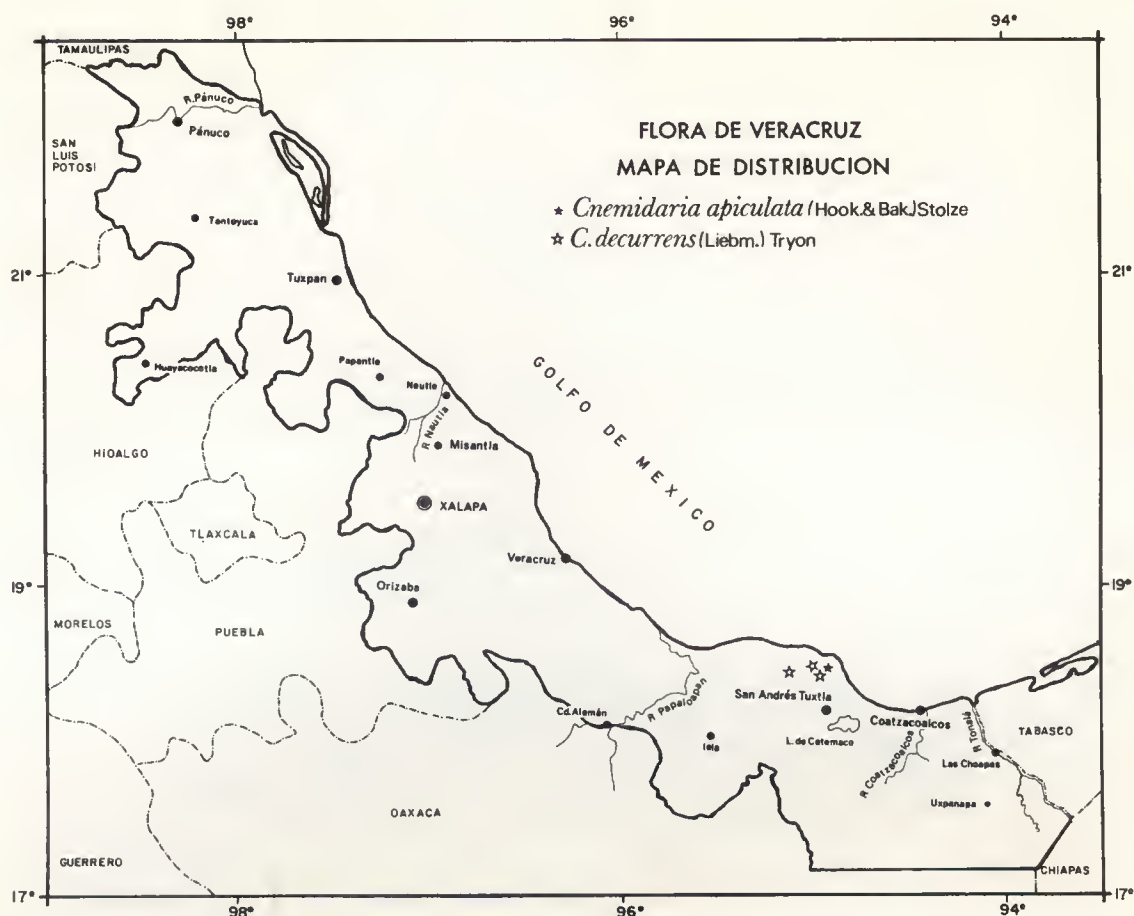 98° 96° 94°
TAMAULIPAS
R.Pánuco
Pánuco
SAN
LUIS
POTOSI
FLORA DE VERACRUZ
MAPA DE DISTRIBUCION
★ Cnemidaria apiculata (Hook.& Bak.) Stolze
☆ C. decurrens (Liebm.) Tryon
Tantoyuca
21° 21°
Tuxpan
Huayacocotla
Papantla
Nautla
R Nautla
Misantla
GOLFO DE MEXICO
HIDALGO
XALAPA
TLAXCALA
Veracruz
19° 19°
Orizaba
MORELOS
PUEBLA
R Papaloapan
San Andrés Tuxtla
Cd.Alemán
Isla
L.de Catemaco
Coatzacoalcos
R Coatzacoalcos
R Tonalá
TABASCO
Las Choapas
Uxpanapa
OAXACA
GUERRERO
CHIAPAS
17° 17°
98° 96° 94°